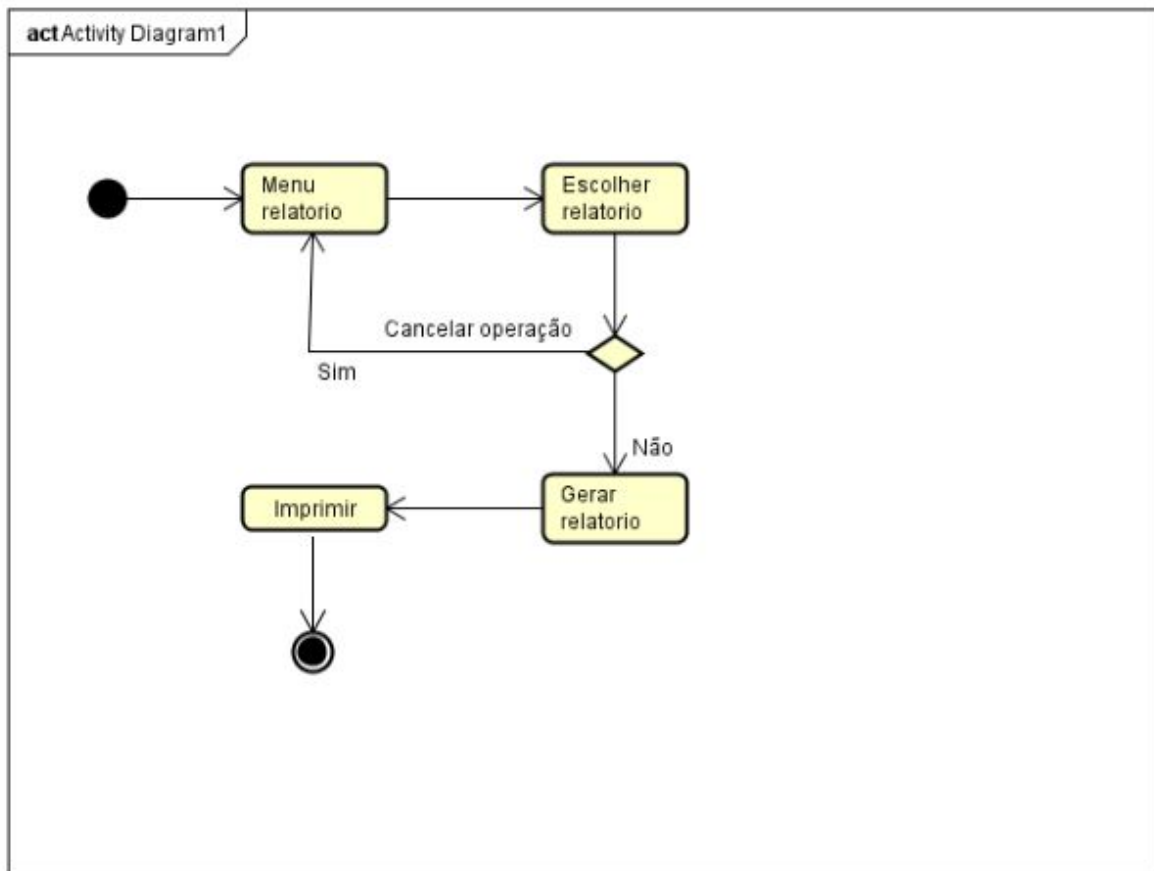 act Activity Diagram1
Menu
relatorio
Escolher
relatorio
Cancelar operação
Sim
Não
Imprimir
Gerar
relatorio